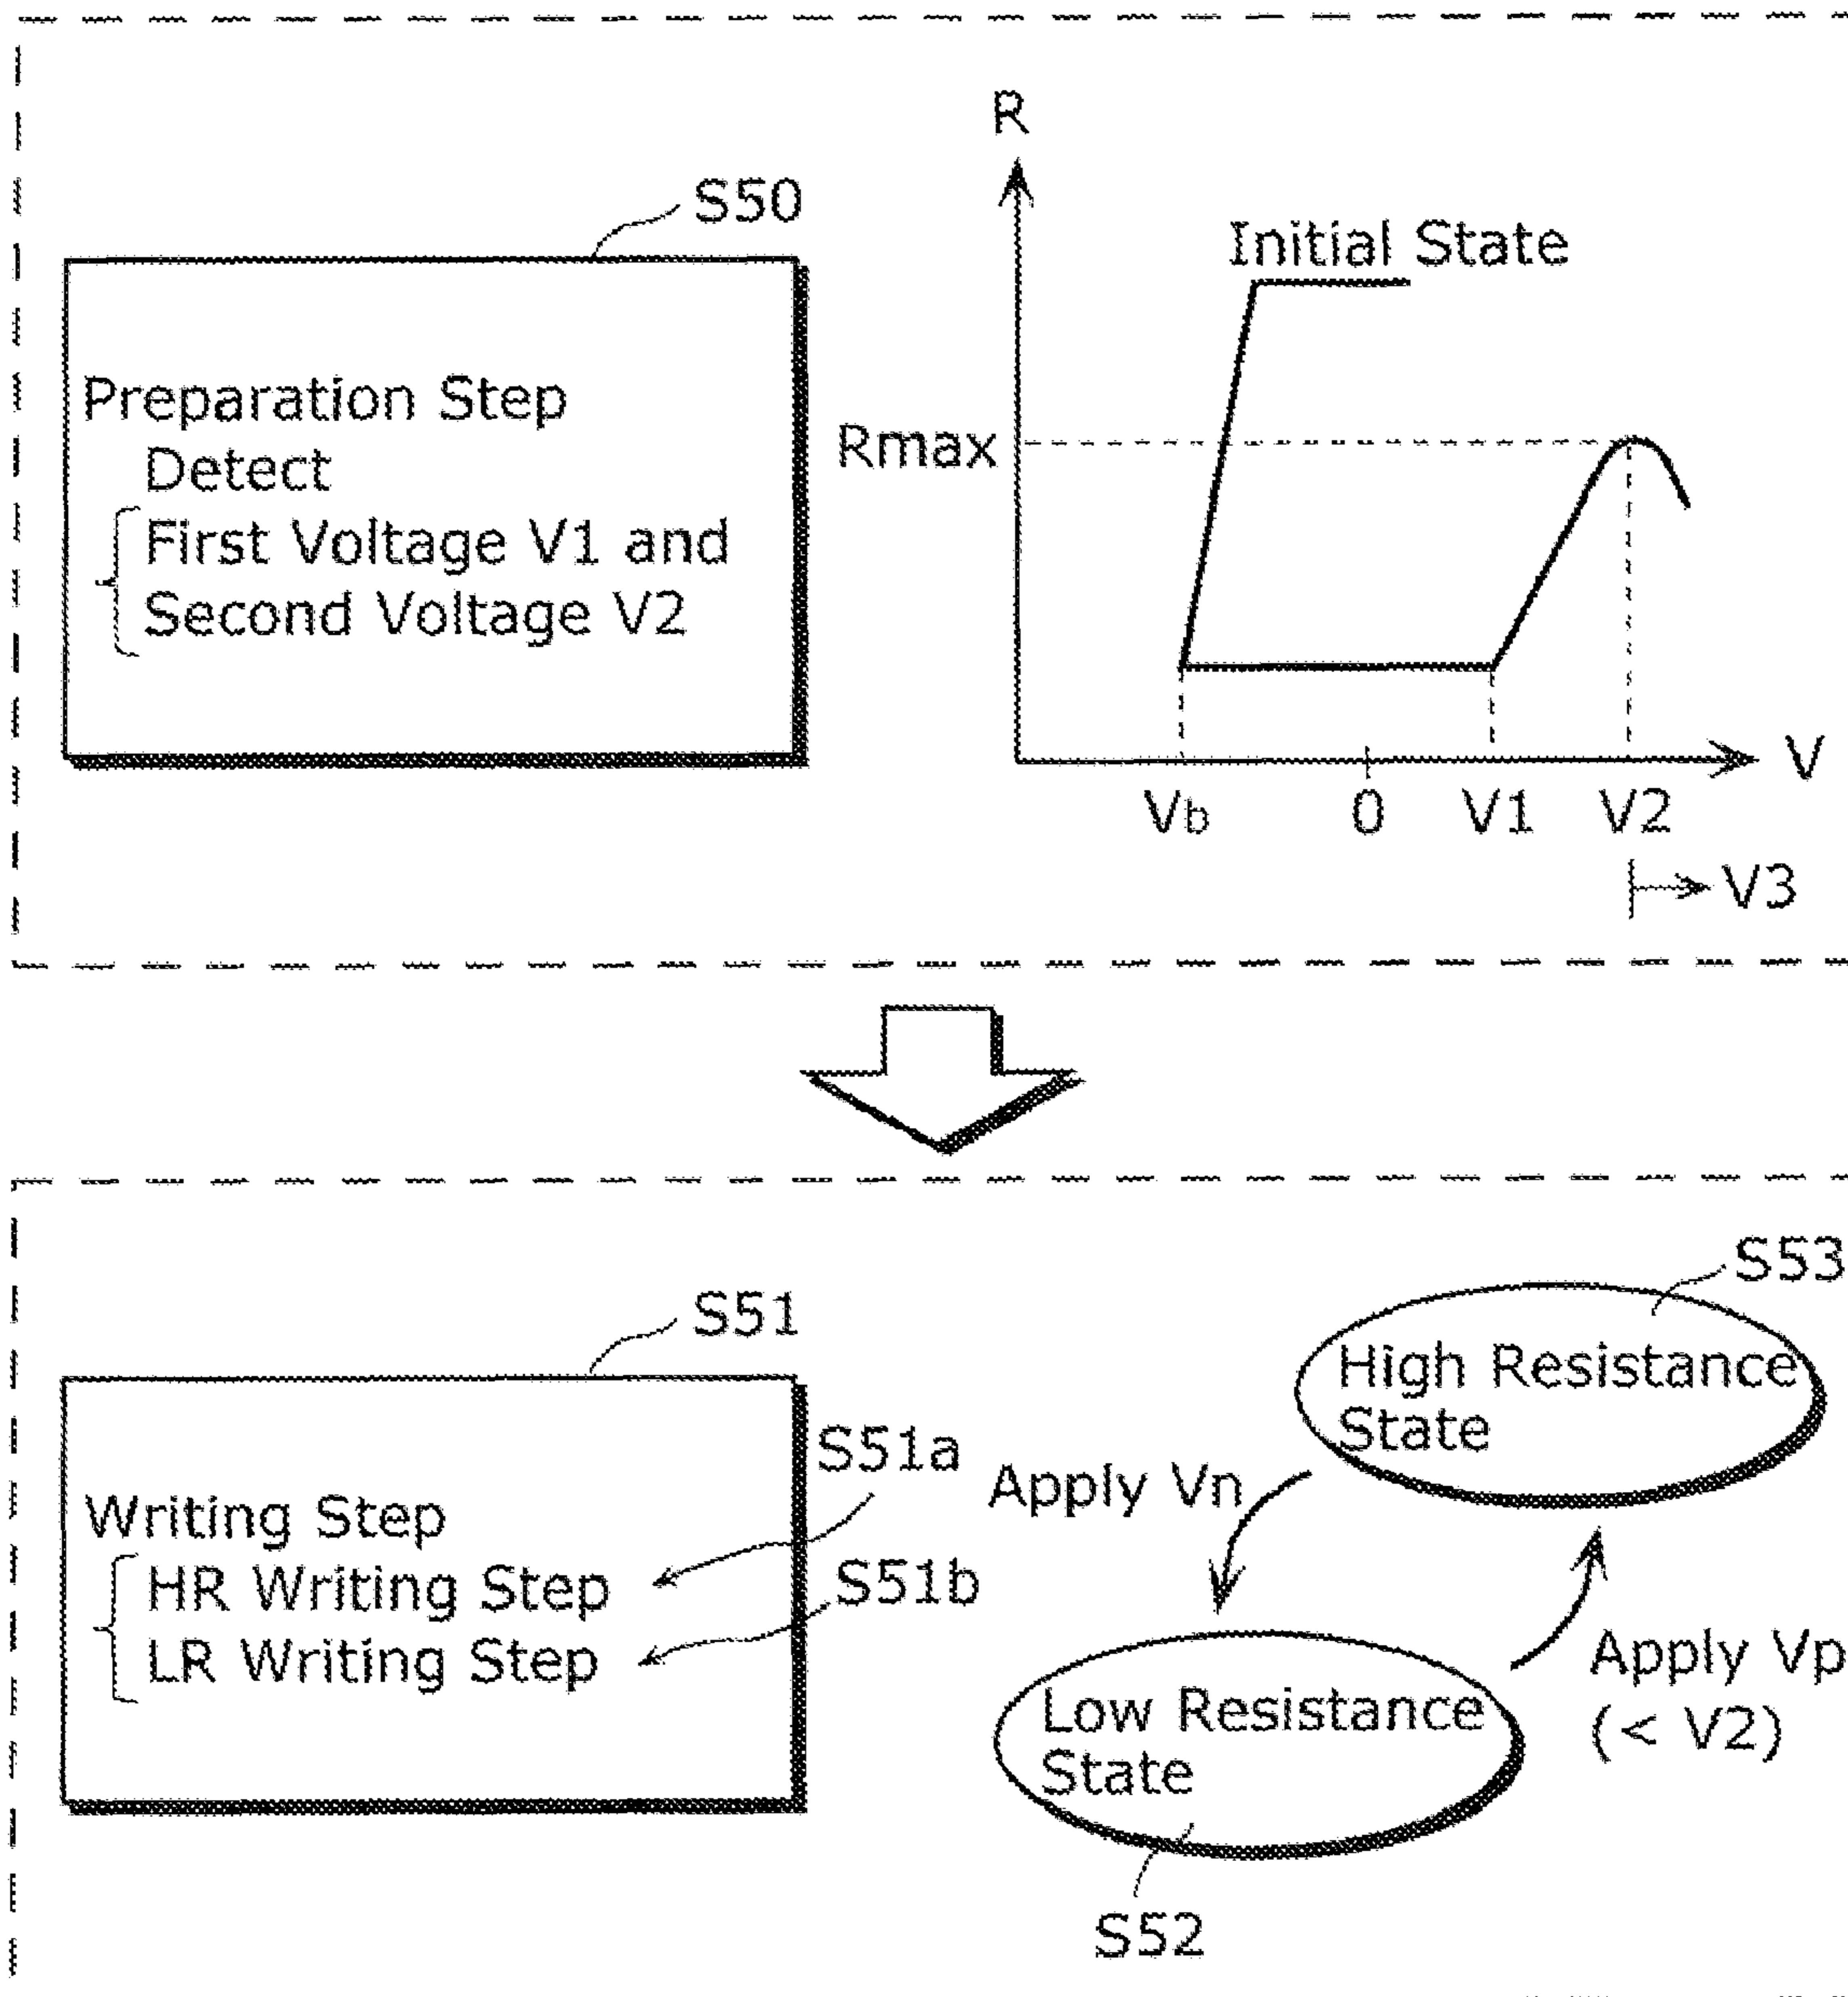 S50
Preparation Step
Detect
First Voltage V1 and
Second Voltage V2
R
Initial State
Rmax
V
Vb
0
V1
V2
V3
S51
S51a
Writing Step
HR Writing Step
S51b
LR Writing Step
S53
High Resistance
State
Apply Vn
Apply Vp
(< V2)
Low Resistance
State
S52